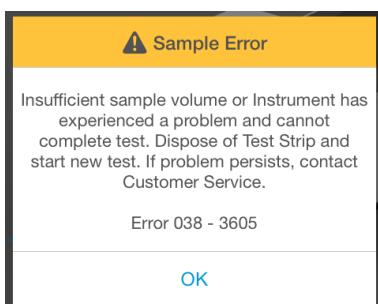 Sample Error
Insufficient sample volume or Instrument has
experienced a problem and cannot
complete test. Dispose of Test Strip and
start new test. If problem persists, contact
Customer Service.
Error 038 - 3605
OK